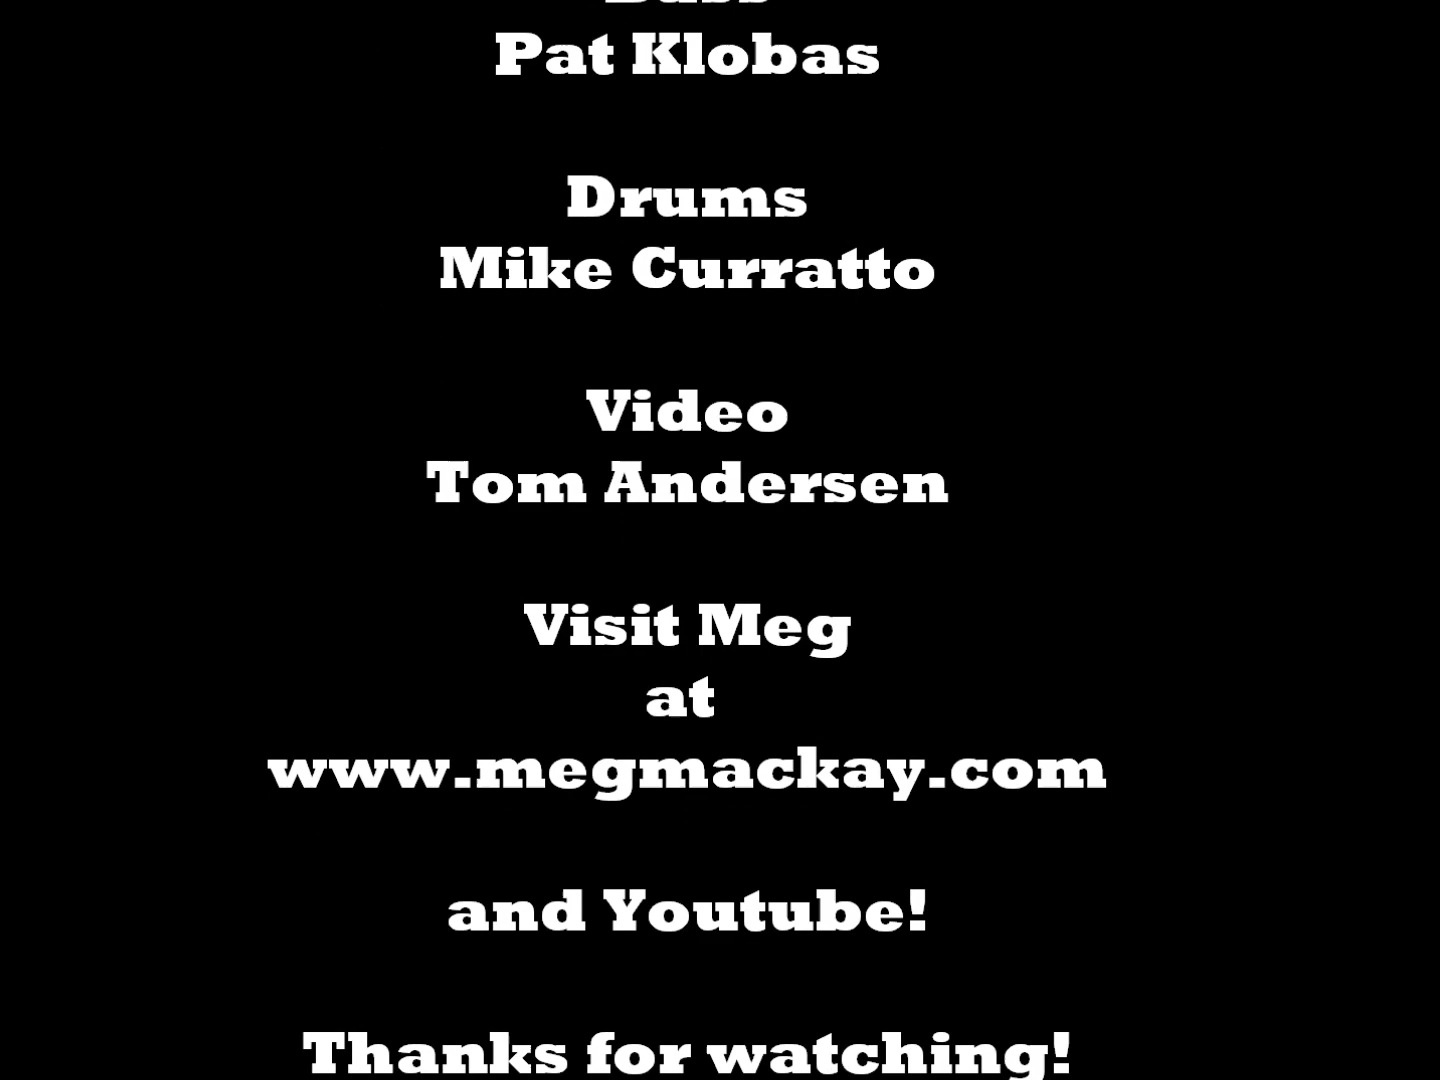 Bass
Pat Klobas
Drums
Mike Curratto
Video
Tom Andersen
Visit Meg
at
www.megmackay.com
and Youtube!
Thanks for watching!